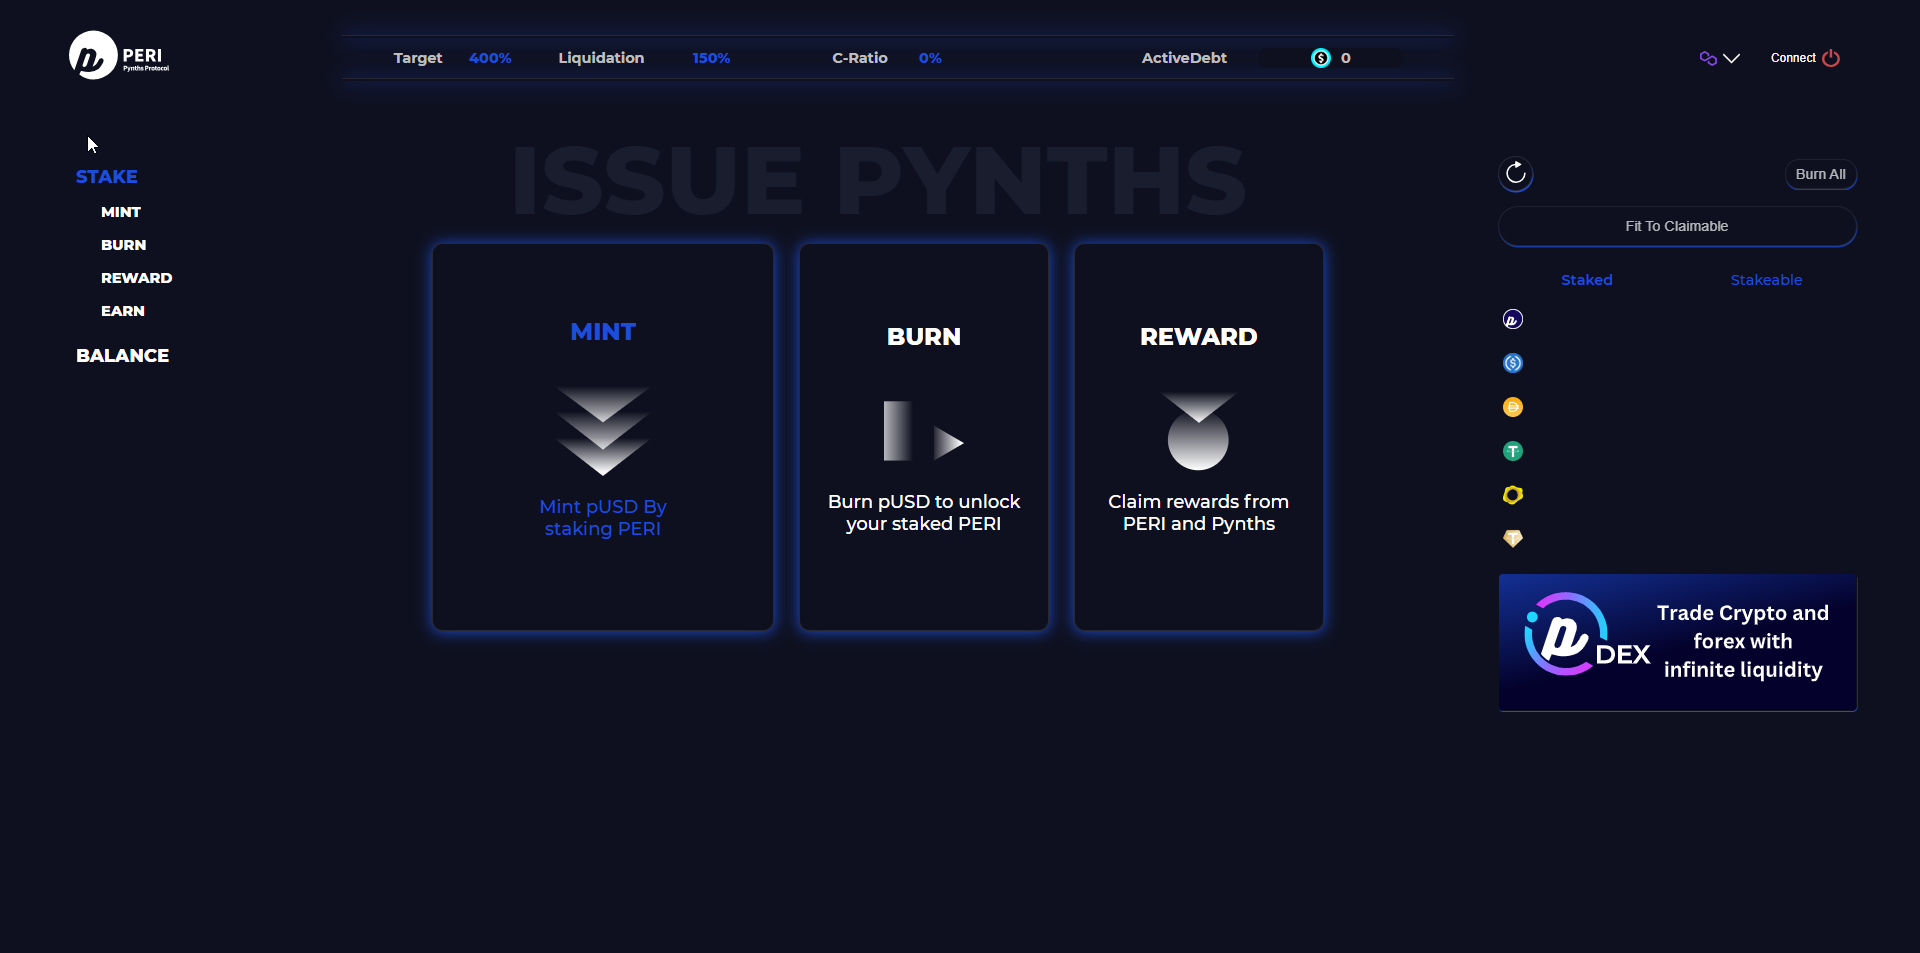 PERI
Pynths Protocol
Target 400% Liquidation 150% C-Ratio 0% ActiveDebt 0
Connect
STAKE
MINT
BURN
REWARD
EARN
BALANCE
ISSUE PYNTHS
MINT
Mint pUSD By
staking PERI
BURN
Burn pUSD to unlock
your staked PERI
REWARD
Claim rewards from
PERI and Pynths
Burn All
Fit To Claimable
Staked Stakeable
DEX
Trade Crypto and
forex with
infinite liquidity